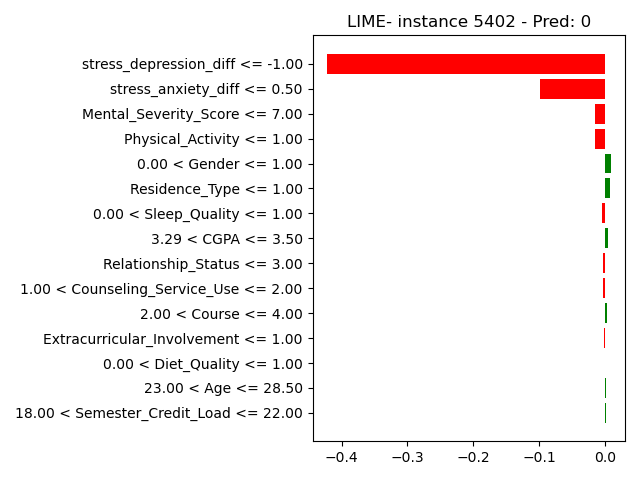 LIME- instance 5402 - Pred: 0
stress_depression_diff <= -1.00
stress_anxiety_diff <= 0.50
Mental_Severity_Score <= 7.00
Physical_Activity <= 1.00
0.00 < Gender <= 1.00
Residence_Type <= 1.00
0.00 < Sleep_Quality <= 1.00
3.29 < CGPA <= 3.50
Relationship_Status <= 3.00
1.00 < Counseling_Service_Use <= 2.00
2.00 < Course <= 4.00
Extracurricular_Involvement <= 1.00
0.00 < Diet_Quality <= 1.00
23.00 < Age <= 28.50
18.00 < Semester_Credit_Load <= 22.00
−0.4 −0.3 −0.2 −0.1 0.0